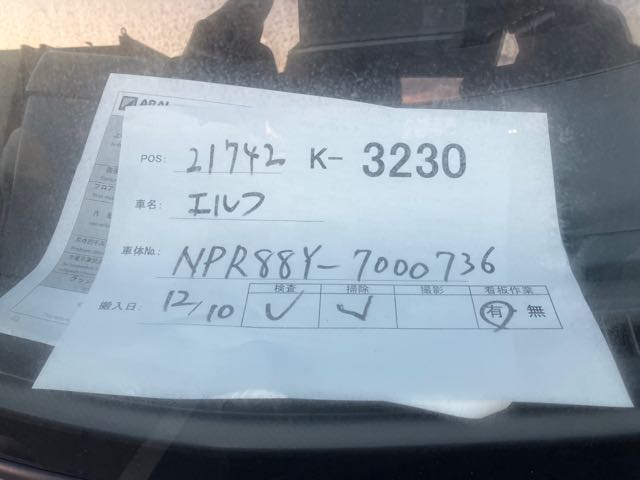 ARAI
POS: 21742 K- 3230
車名: エルフ
車体No.: NPR88Y-7000736
搬入日: 12/10 検査 掃除 撮影 看板作業
✓ ✓ 有・無